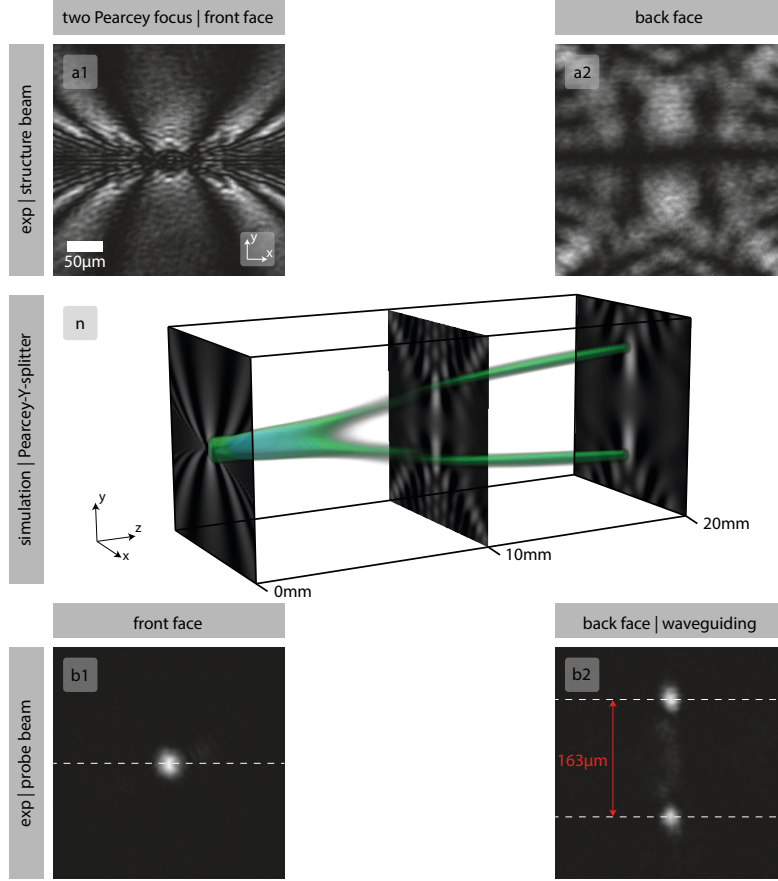 two Pearcey focus | front face
back face
exp | structure beam
a1
a2
50µm
y
x
simulation | Pearcey-Y-splitter
n
y
z
x
0mm
10mm
20mm
front face
back face | waveguiding
exp | probe beam
b1
b2
163µm